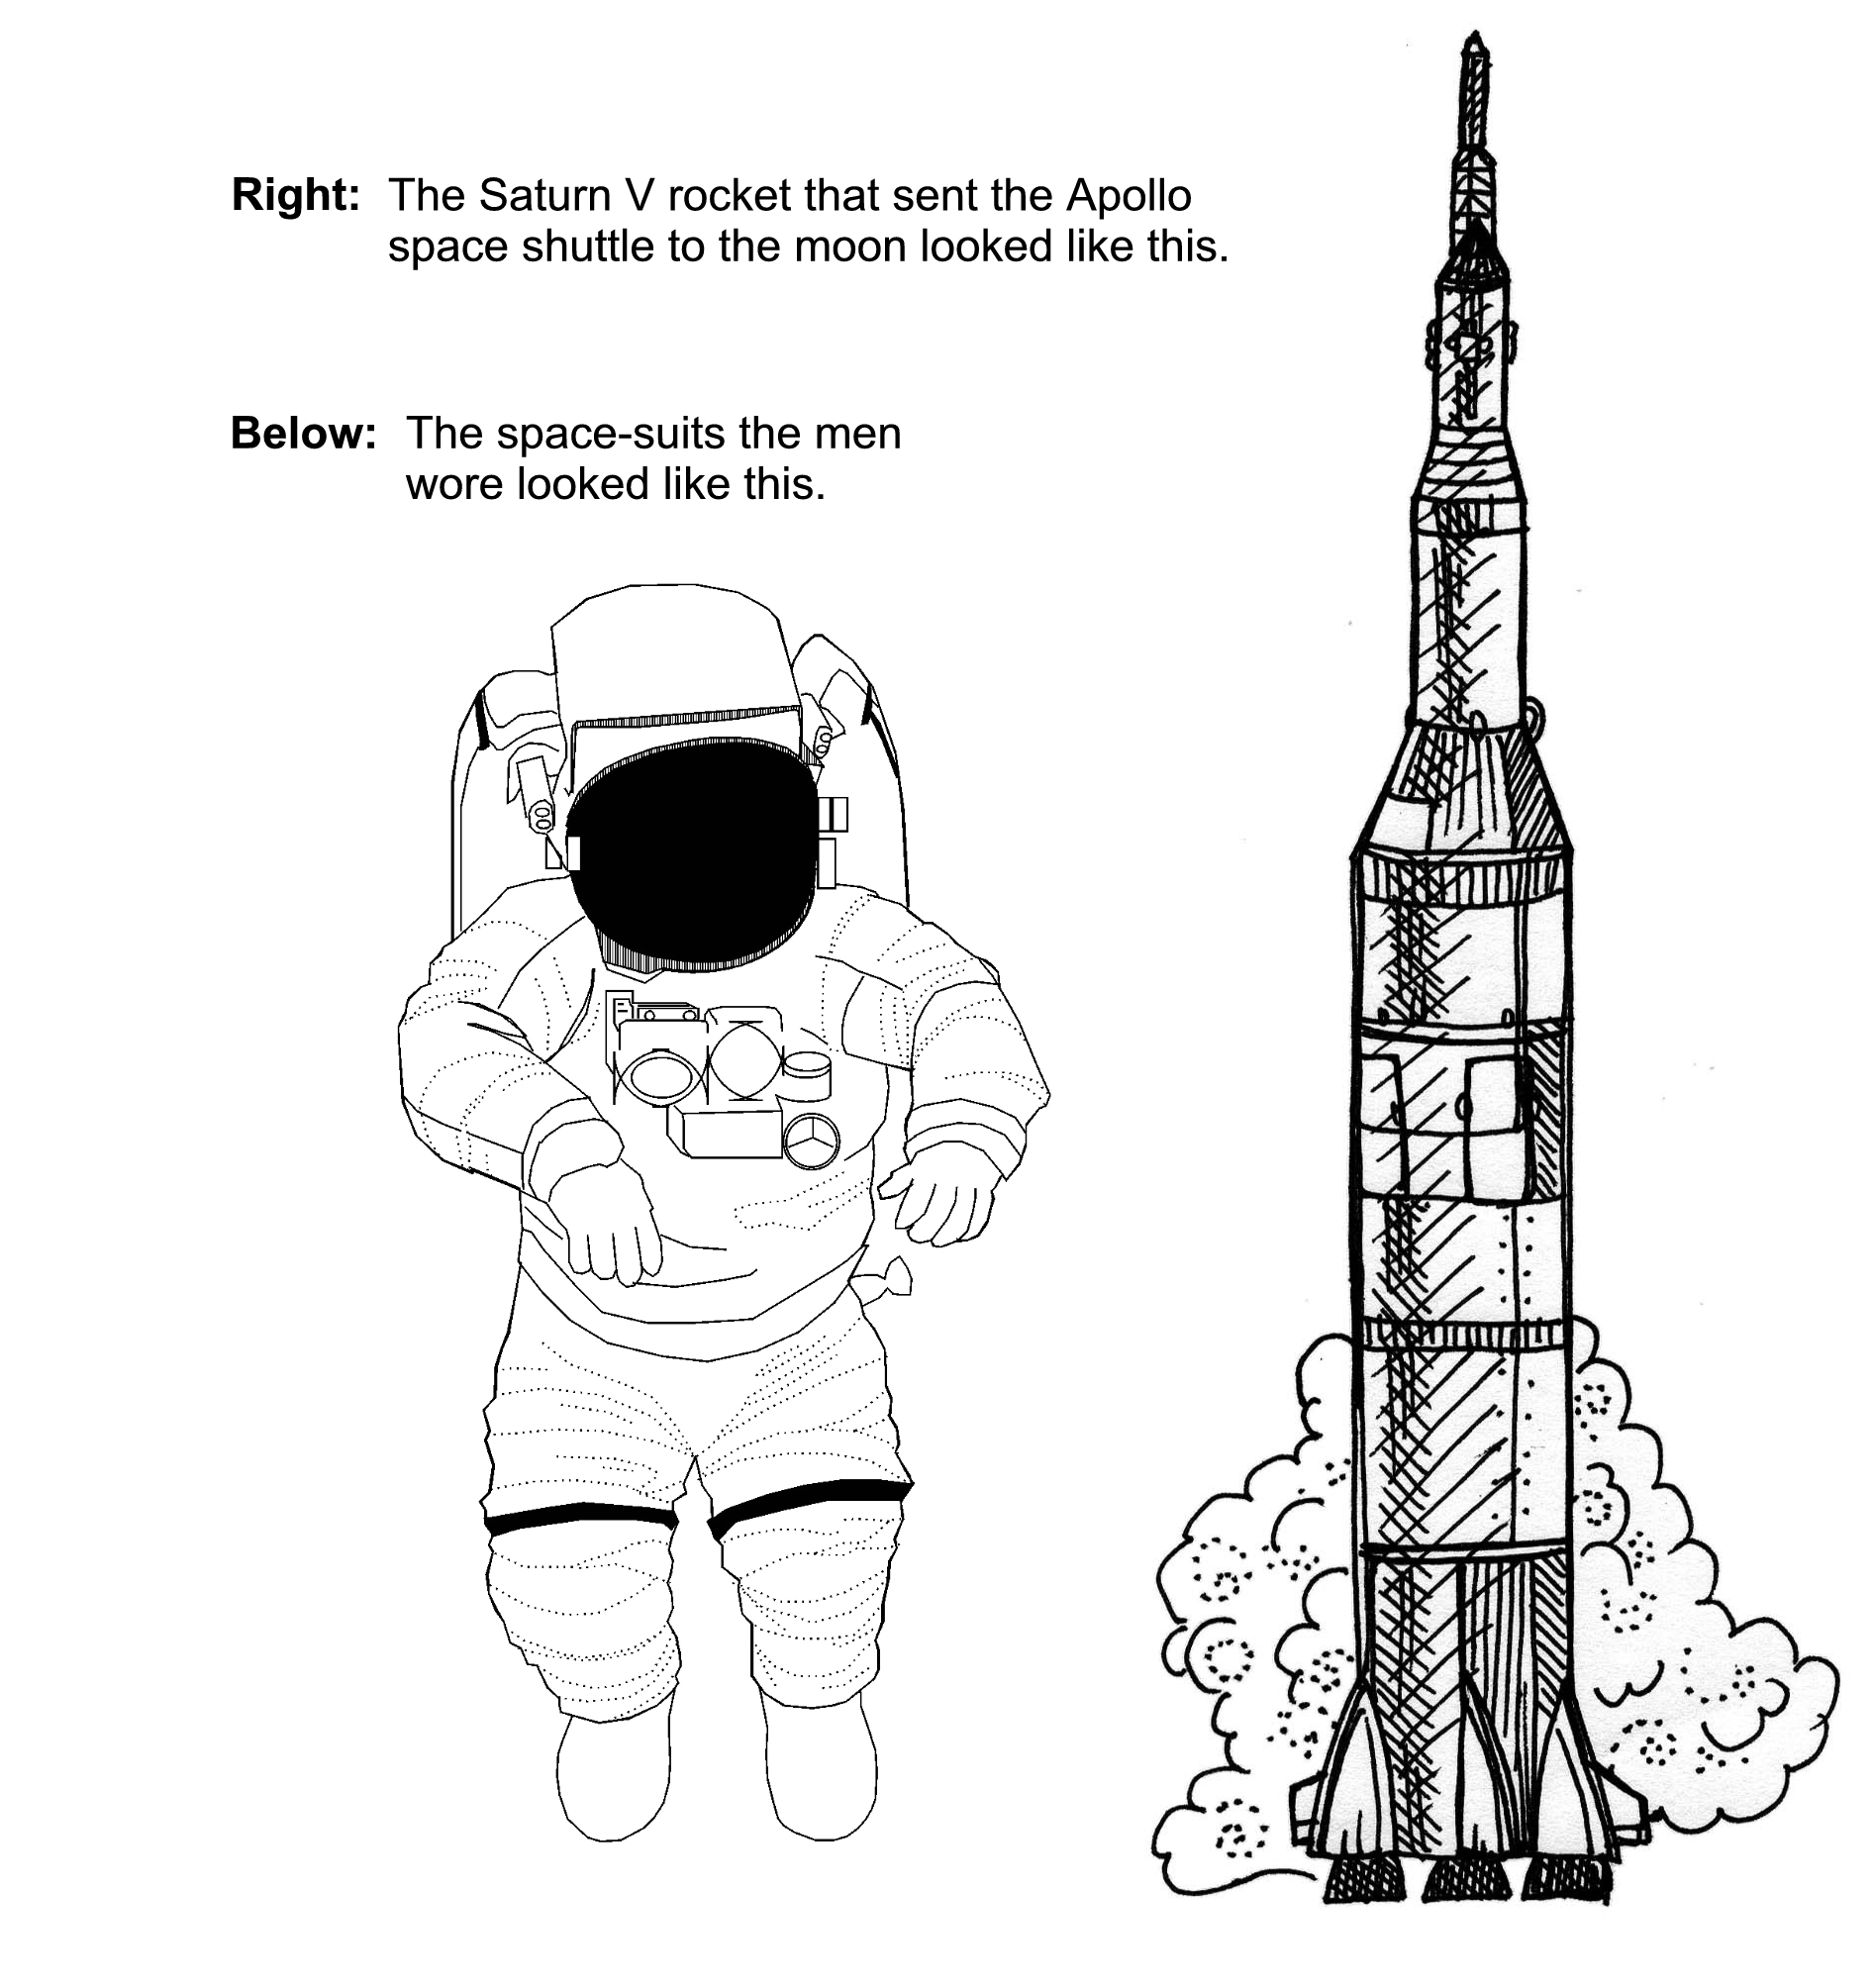 Right: The Saturn V rocket that sent the Apollo
space shuttle to the moon looked like this.
Below: The space-suits the men
wore looked like this.